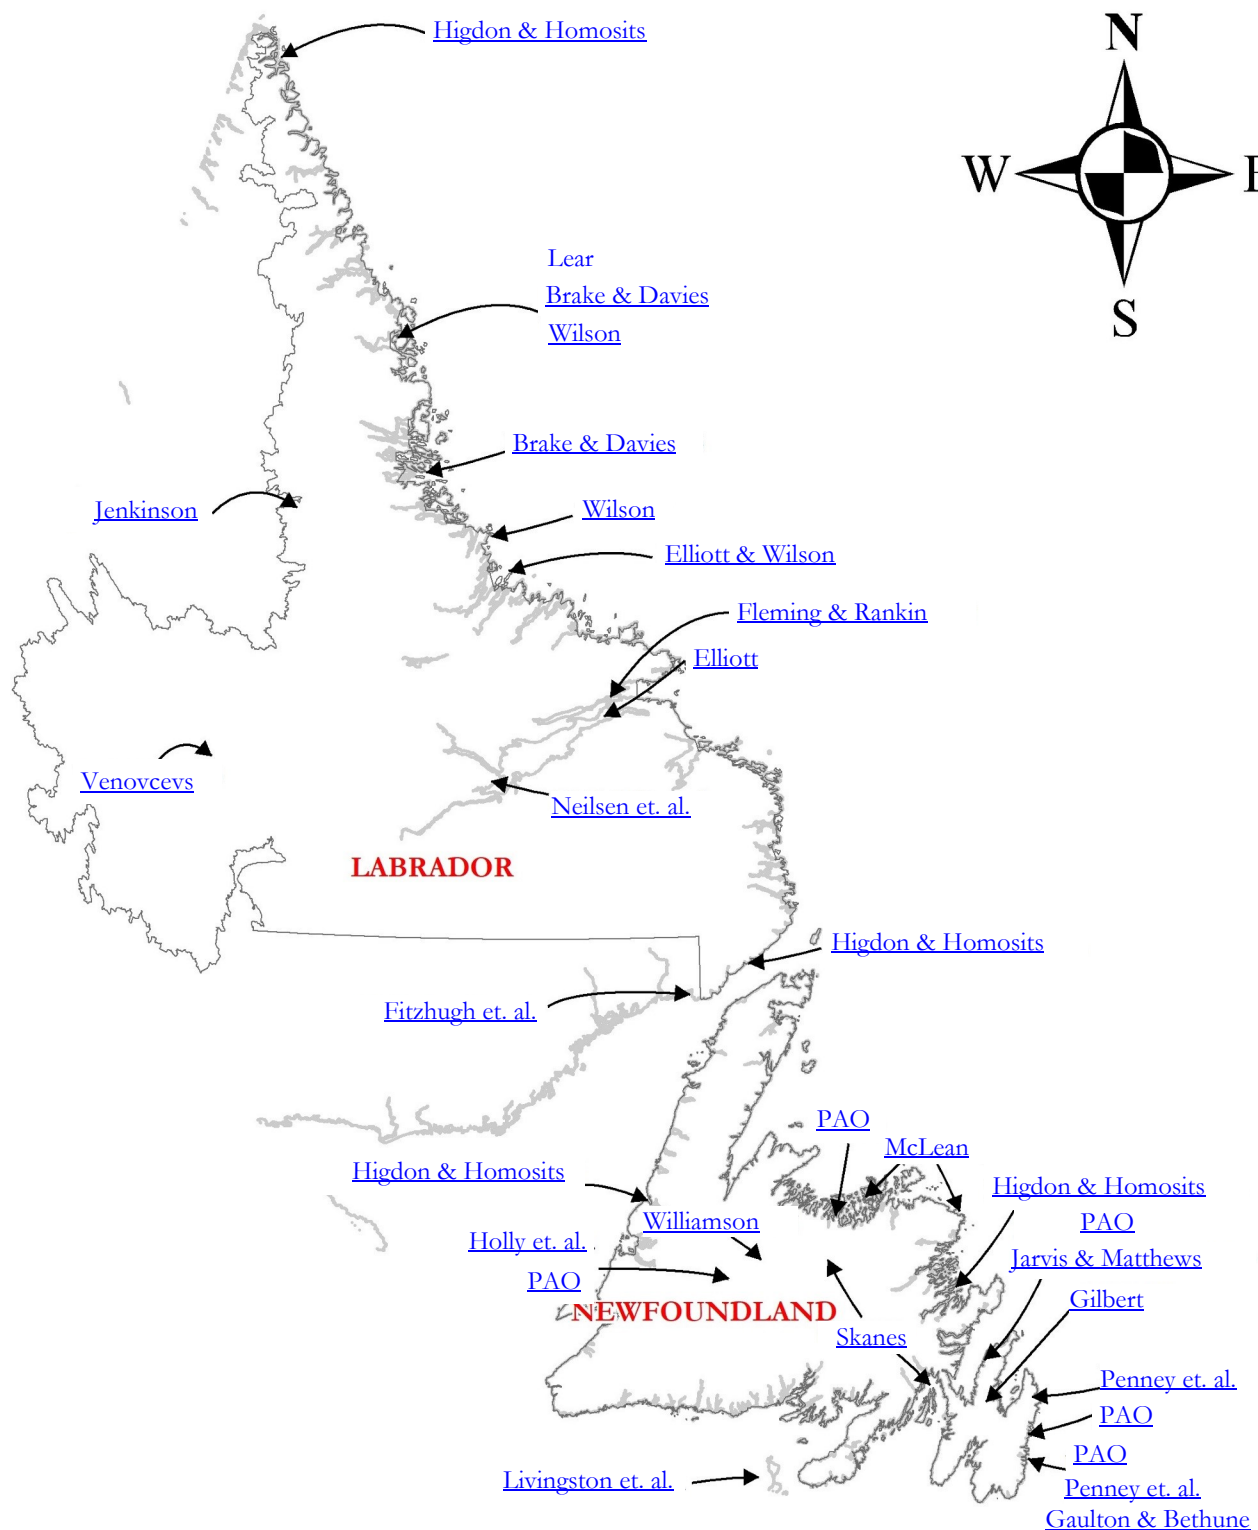 N
Higdon & Homosits
W
E
Lear
Brake & Davies
S
Wilson
Brake & Davies
Jenkinson
Wilson
Elliott & Wilson
Fleming & Rankin
Elliott
Venovcevs
Neilsen et. al.
LABRADOR
Higdon & Homosits
Fitzhugh et. al.
PAO
McLean
Higdon & Homosits
Higdon & Homosits
Williamson
PAO
Holly et. al.
Jarvis & Matthews
PAO
Gilbert
NEWFOUNDLAND
Skanes
Penney et. al.
PAO
PAO
Livingston et. al.
Penney et. al.
Gaulton & Bethune